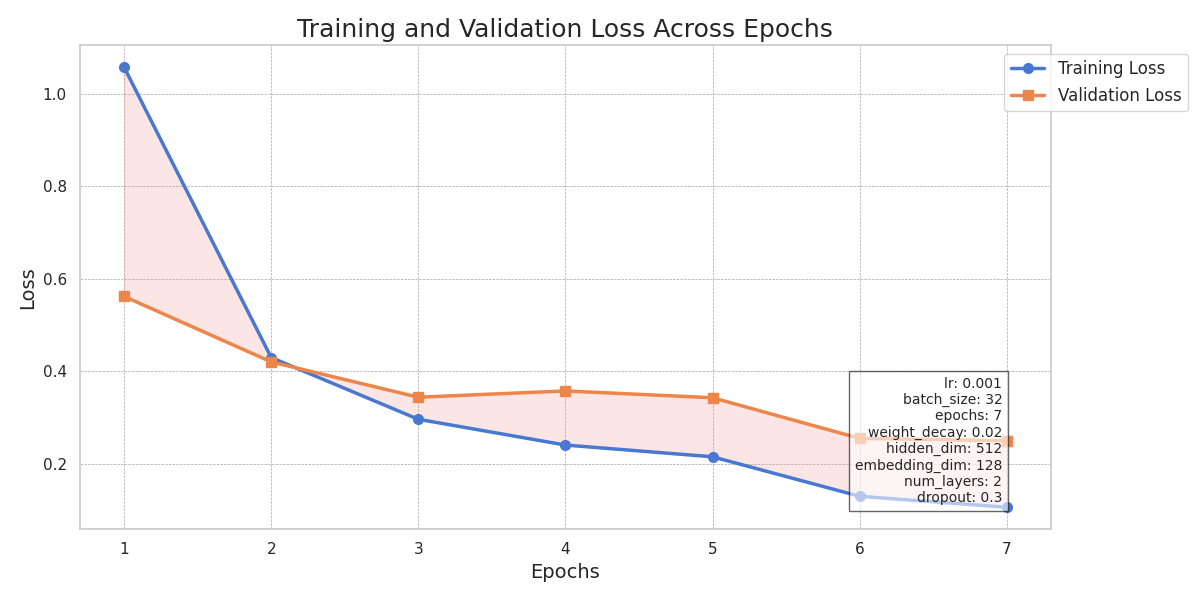 Training and Validation Loss Across Epochs
Training Loss
Validation Loss
Loss
1.0
0.8
0.6
0.4
0.2
lr: 0.001
batch_size: 32
epochs: 7
weight_decay: 0.02
hidden_dim: 512
embedding_dim: 128
num_layers: 2
dropout: 0.3
1 2 3 4 5 6 7
Epochs